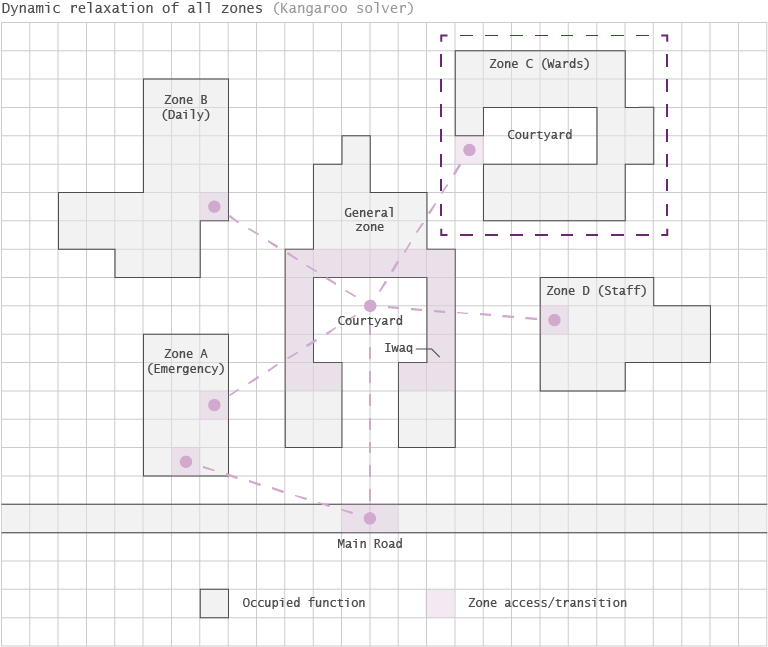 Dynamic relaxation of all zones (Kangaroo solver)
Zone C (Wards)
Zone B
(Daily)
Courtyard
General
zone
Zone D (Staff)
Courtyard
Iwaq
Zone A
(Emergency)
Main Road
Occupied function
Zone access/transition